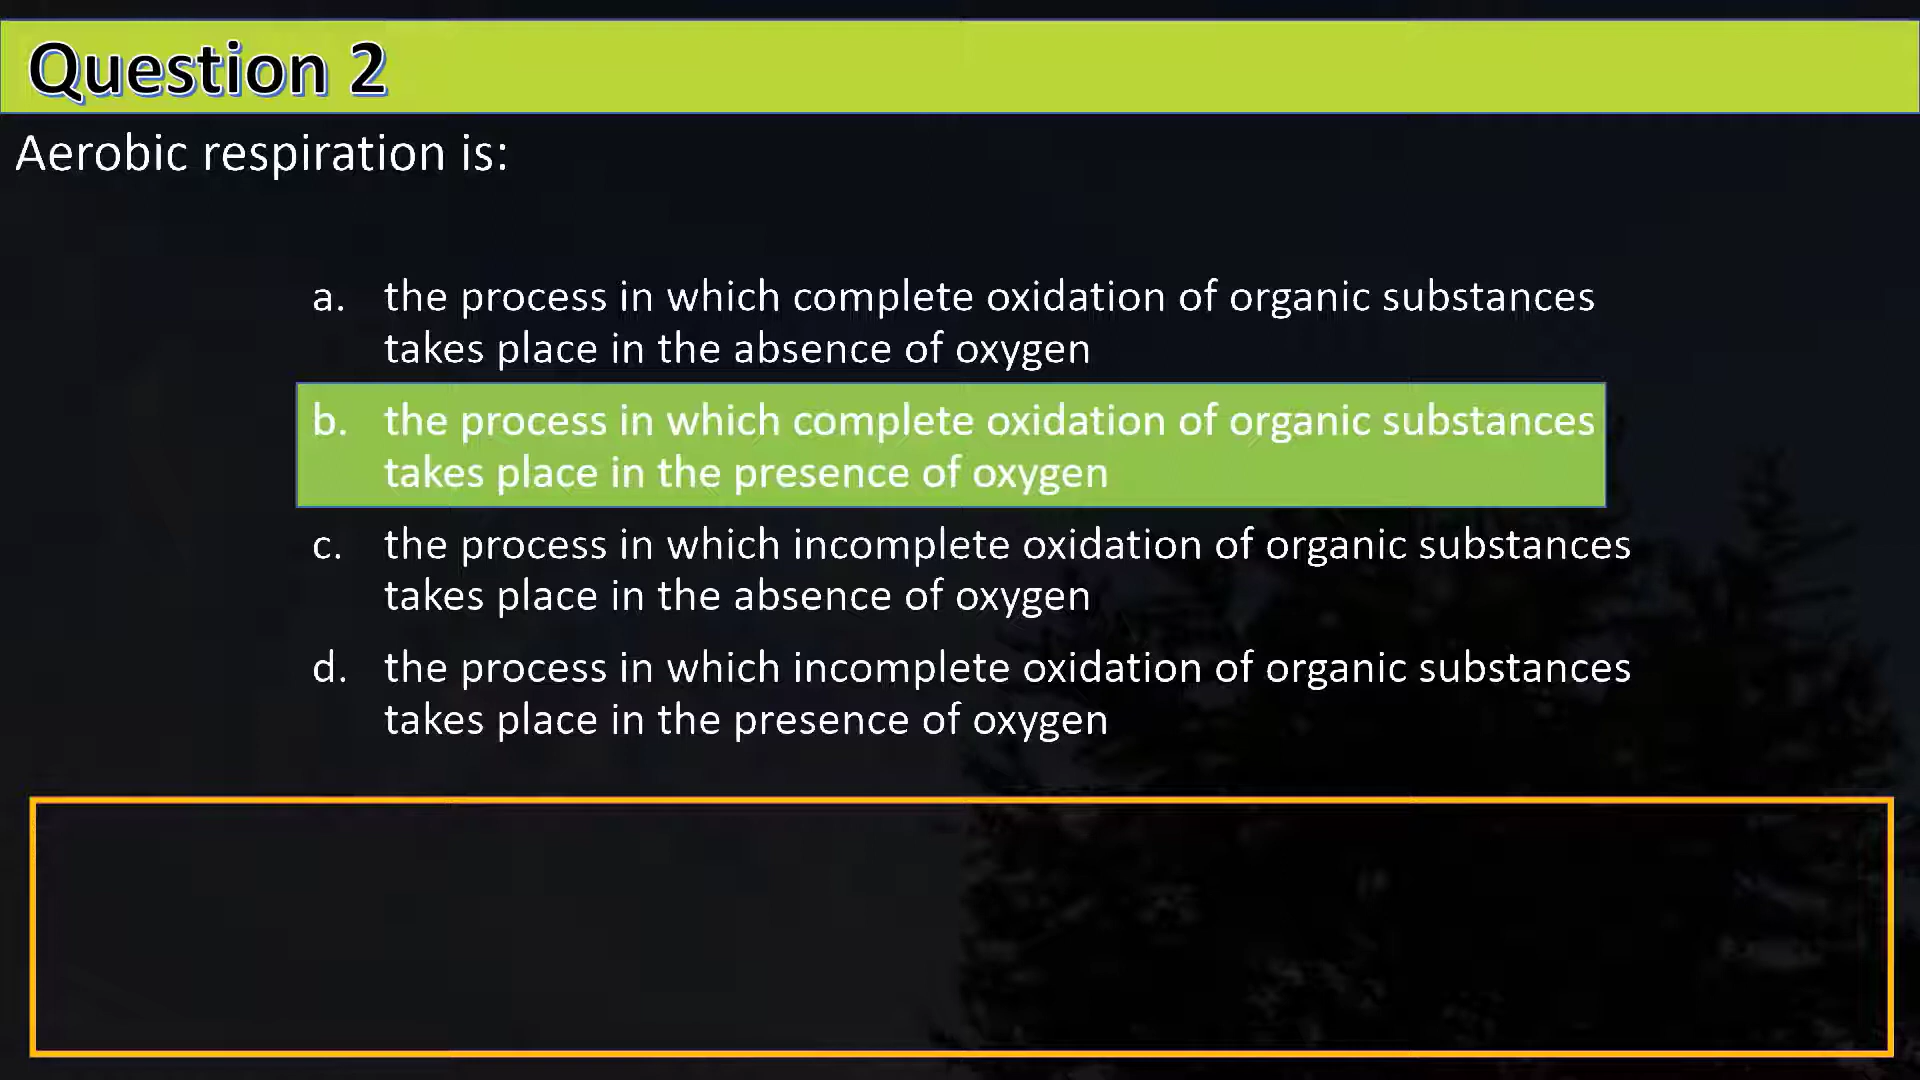 Question 2
Aerobic respiration is:
a. the process in which complete oxidation of organic substances
takes place in the absence of oxygen
b. the process in which complete oxidation of organic substances
takes place in the presence of oxygen
c. the process in which incomplete oxidation of organic substances
takes place in the absence of oxygen
d. the process in which incomplete oxidation of organic substances
takes place in the presence of oxygen